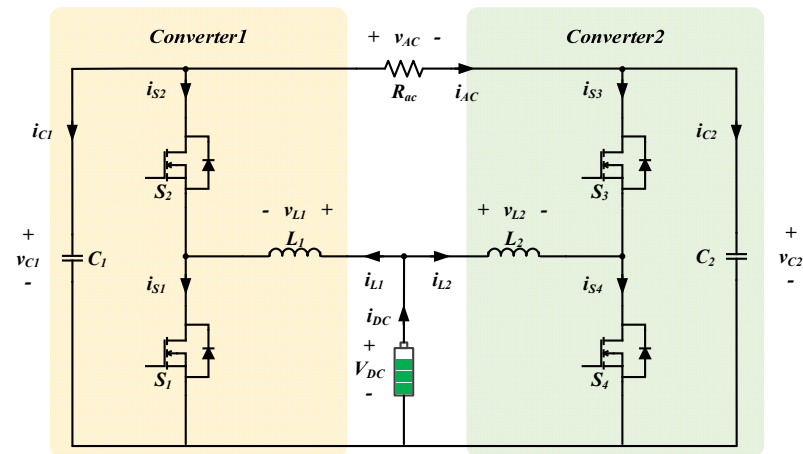 Converter1
+ vAC -
Converter2
iS2
Rac
iAC
iS3
iC1
iC2
S2
S3
- vL1 +
+ vL2 -
L1
L2
+
vC1
-
C1
C2
+
vC2
-
iS1
iL1
iL2
iS4
iDC
+
VDC
-
S1
S4